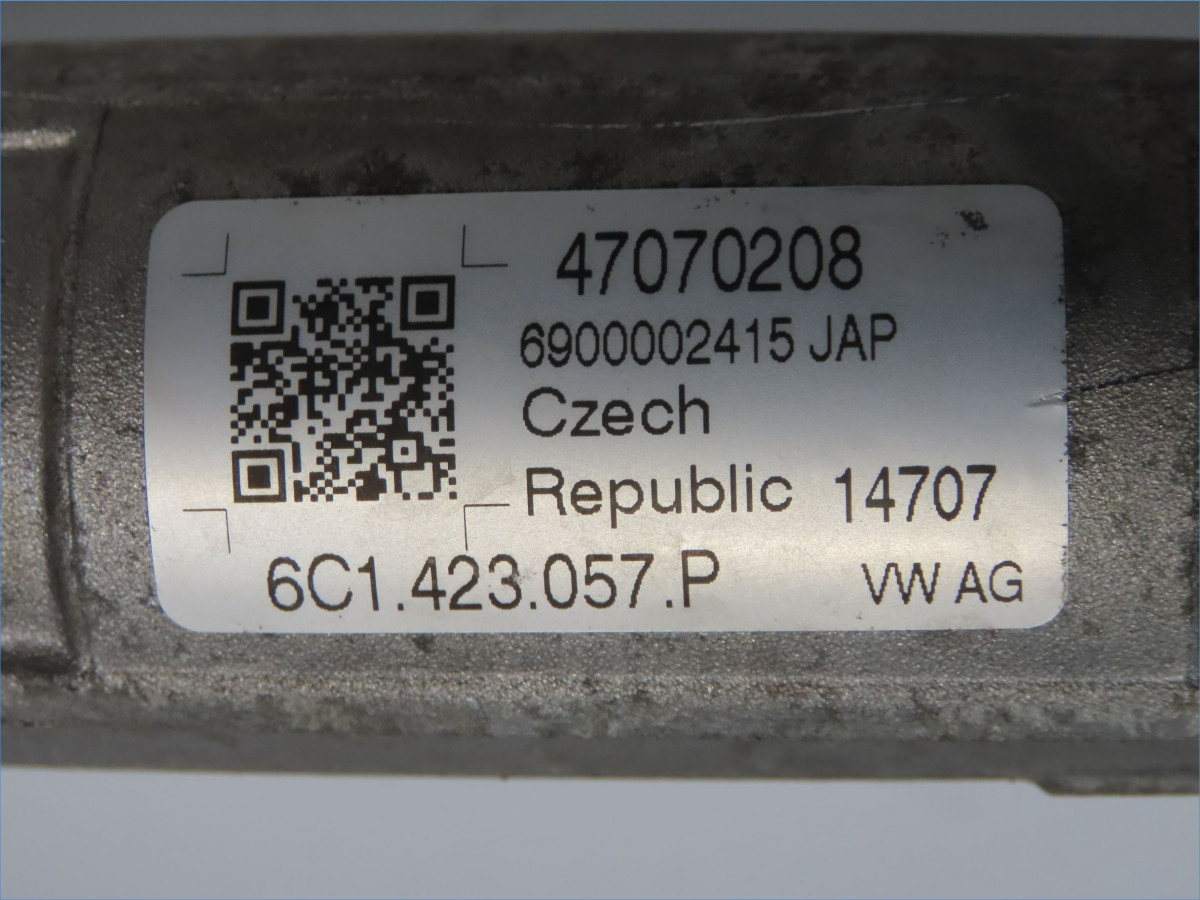 47070208
6900002415 JAP
Czech
Republic 14707
6C1.423.057.P VW AG